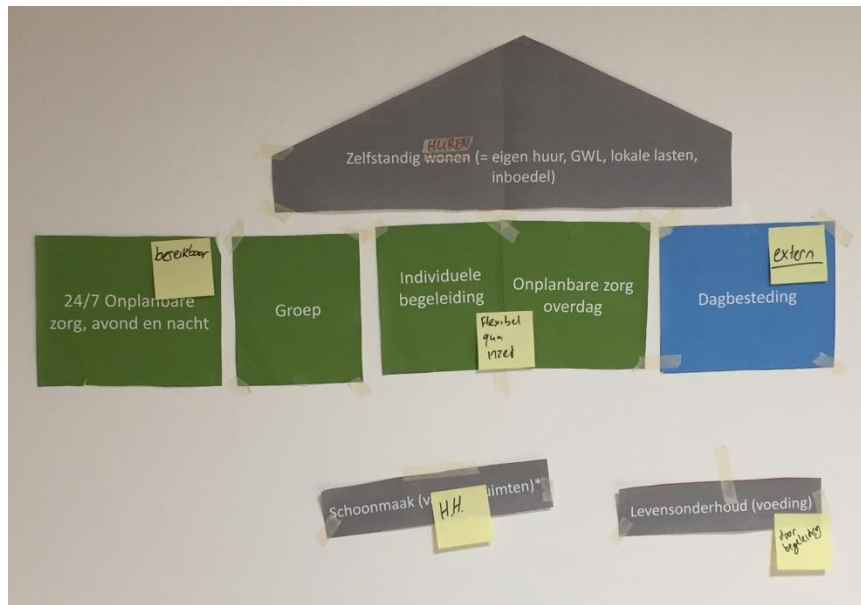 HUREN
Zelfstandig wonen (= eigen huur, GWL, lokale lasten,
inboedel)
bereikbaar
24/7 Onplanbare
zorg, avond en nacht
Groep
Individuele
begeleiding
Flexibel
qua
inzet
Onplanbare zorg
overdag
extern
Dagbesteding
Schoonmaak (v
uimten)*
H.H.
Levensonderhoud (voeding)
door
begeleiding